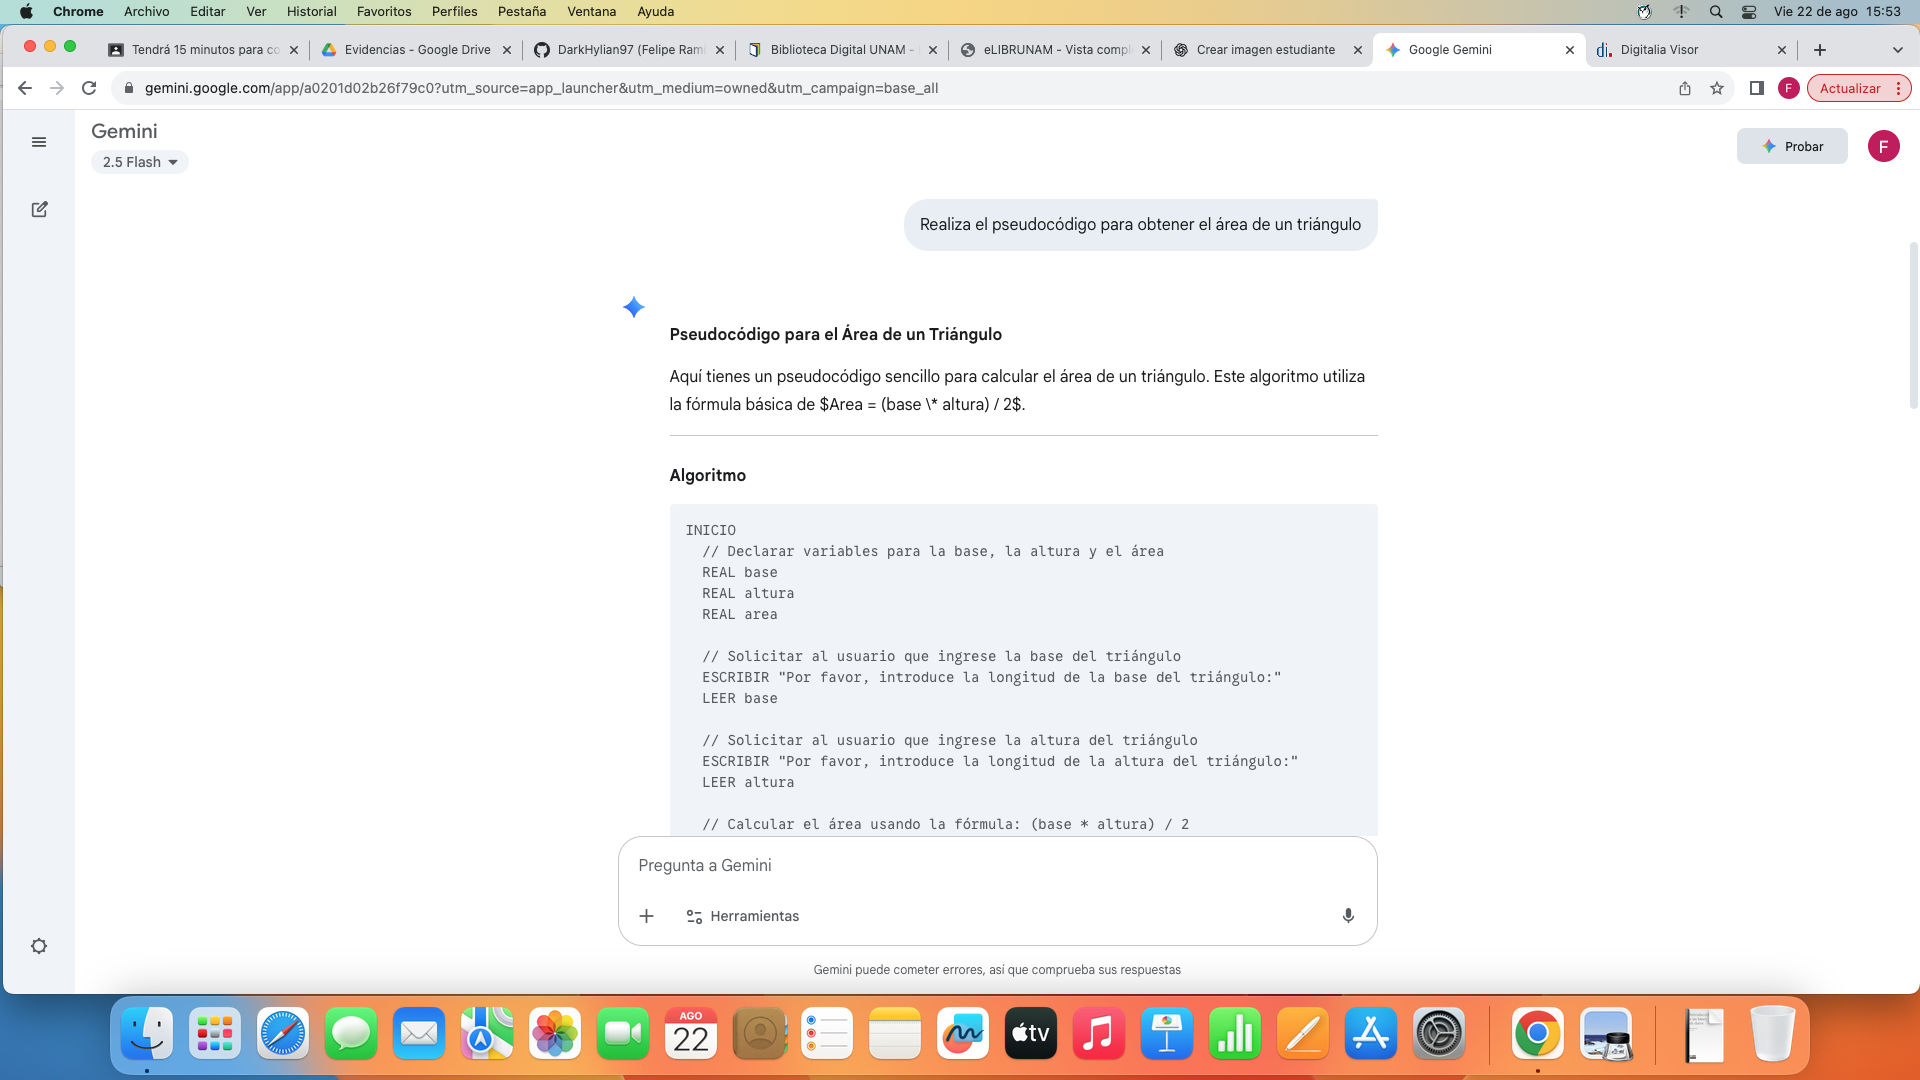 Chrome Archivo Editar Ver Historial Favoritos Perfiles Pestaña Ventana Ayuda Vie 22 de ago 15:53
Tendrá 15 minutos para co Evidencias - Google Drive DarkHylian97 (Felipe Rami Biblioteca Digital UNAM - eLIBRUNAM - Vista compl Crear imagen estudiante Google Gemini di. Digitalia Visor
gemini.google.com/app/a0201d02b26f79c0?utm_source=app_launcher&utm_medium=owned&utm_campaign=base_all F Actualizar
Gemini
2.5 Flash
Probar
F
Realiza el pseudocódigo para obtener el área de un triángulo
Pseudocódigo para el Área de un Triángulo
Aquí tienes un pseudocódigo sencillo para calcular el área de un triángulo. Este algoritmo utiliza
la fórmula básica de $Area = (base \* altura) / 2$.
Algoritmo
INICIO
// Declarar variables para la base, la altura y el área
REAL base
REAL altura
REAL area
// Solicitar al usuario que ingrese la base del triángulo
ESCRIBIR "Por favor, introduce la longitud de la base del triángulo:"
LEER base
// Solicitar al usuario que ingrese la altura del triángulo
ESCRIBIR "Por favor, introduce la longitud de la altura del triángulo:"
LEER altura
// Calcular el área usando la fórmula: (base * altura) / 2
Pregunta a Gemini
Herramientas
Gemini puede cometer errores, así que comprueba sus respuestas
AGO
22
tv